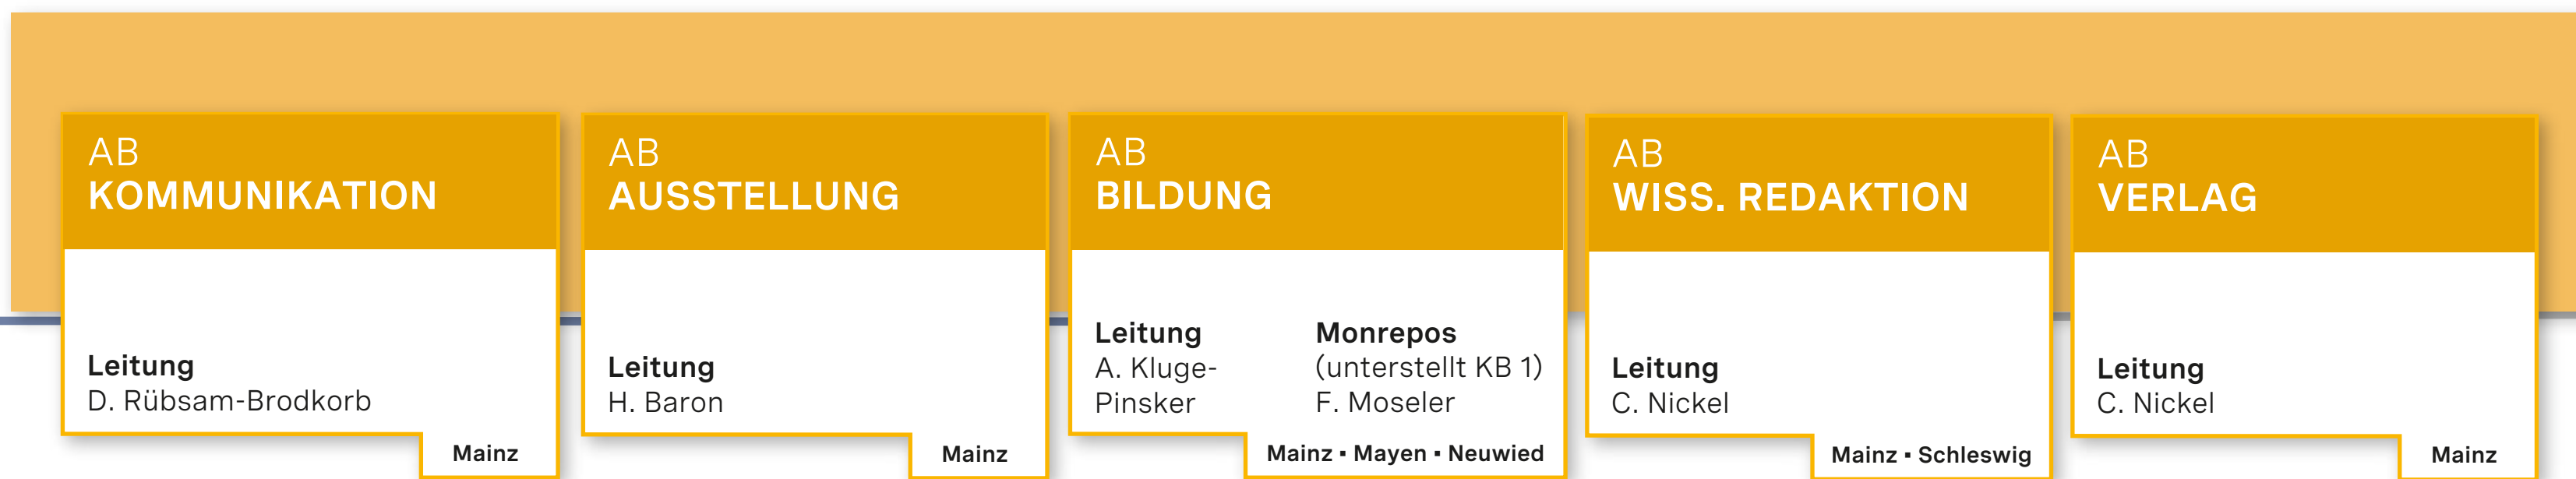 AB
KOMMUNIKATION
Leitung
D. Rübsam-Brodkorb
Mainz
AB
AUSSTELLUNG
Leitung
H. Baron
Mainz
AB
BILDUNG
Leitung
A. Kluge-
Pinsker
Monrepos
(unterstellt KB 1)
F. Moseler
Mainz ▪ Mayen ▪ Neuwied
AB
WISS. REDAKTION
Leitung
C. Nickel
Mainz ▪ Schleswig
AB
VERLAG
Leitung
C. Nickel
Mainz